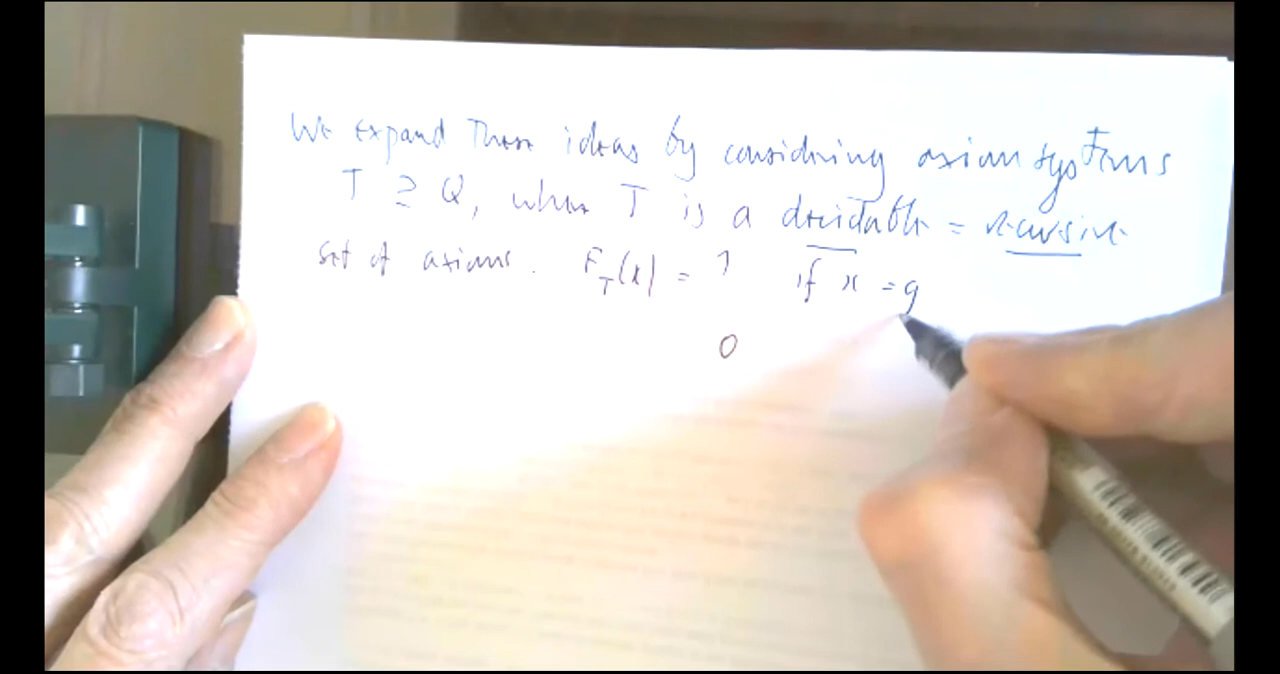 We expand these ideas by considering axiom systems
T ⊇ Q, where T is a decidable = recursive
set of axioms. F_T(x) = 1 if x = g
0